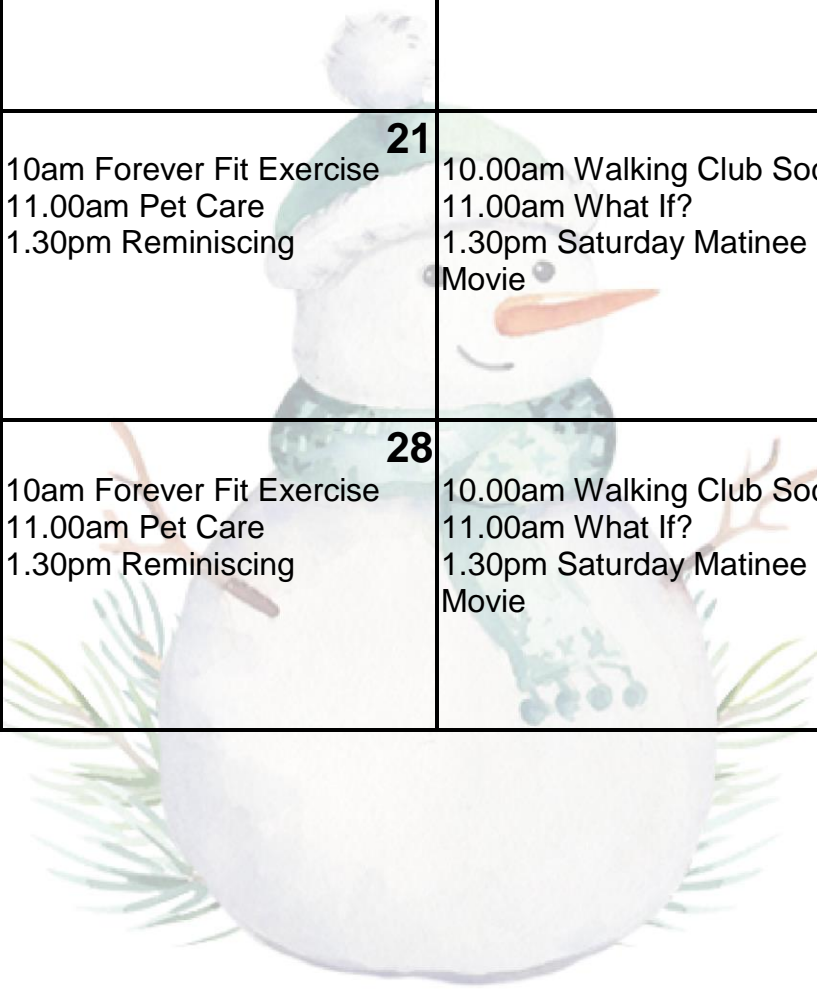 21
10am Forever Fit Exercise
11.00am Pet Care
1.30pm Reminiscing
10.00am Walking Club
11.00am What If?
1.30pm Saturday Matinee
Movie
28
10am Forever Fit Exercise
11.00am Pet Care
1.30pm Reminiscing
10.00am Walking Club
11.00am What If?
1.30pm Saturday Matinee
Movie